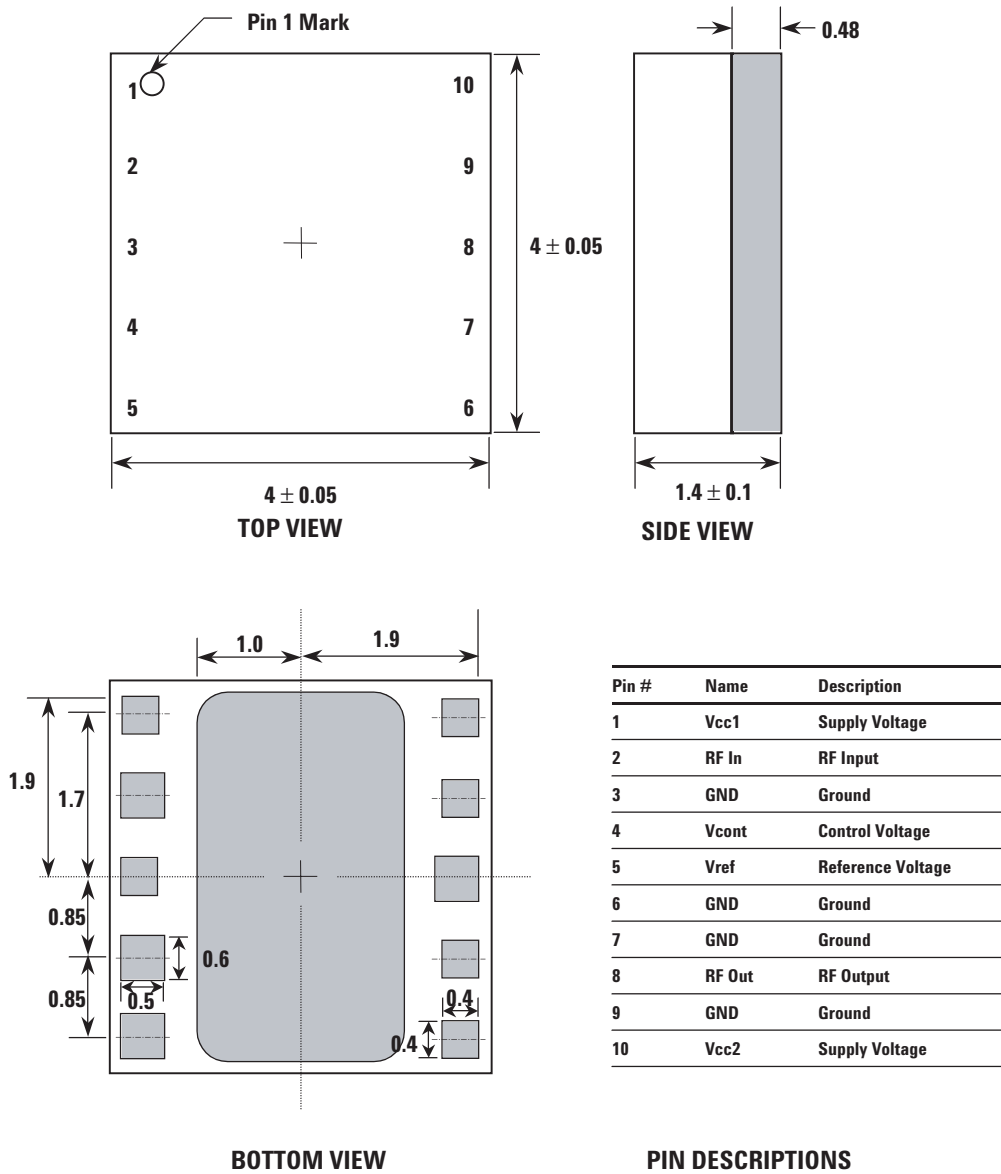 Pin 1 Mark
0.48
1 10
2 9
3 8
4 7
5 6
4 ± 0.05
4 ± 0.05
1.4 ± 0.1
TOP VIEW
SIDE VIEW
1.0 1.9
1.9
1.7
0.85
0.6
0.85
0.5
0.4
0.4
Pin # Name Description
1 Vcc1 Supply Voltage
2 RF In RF Input
3 GND Ground
4 Vcont Control Voltage
5 Vref Reference Voltage
6 GND Ground
7 GND Ground
8 RF Out RF Output
9 GND Ground
10 Vcc2 Supply Voltage
BOTTOM VIEW
PIN DESCRIPTIONS